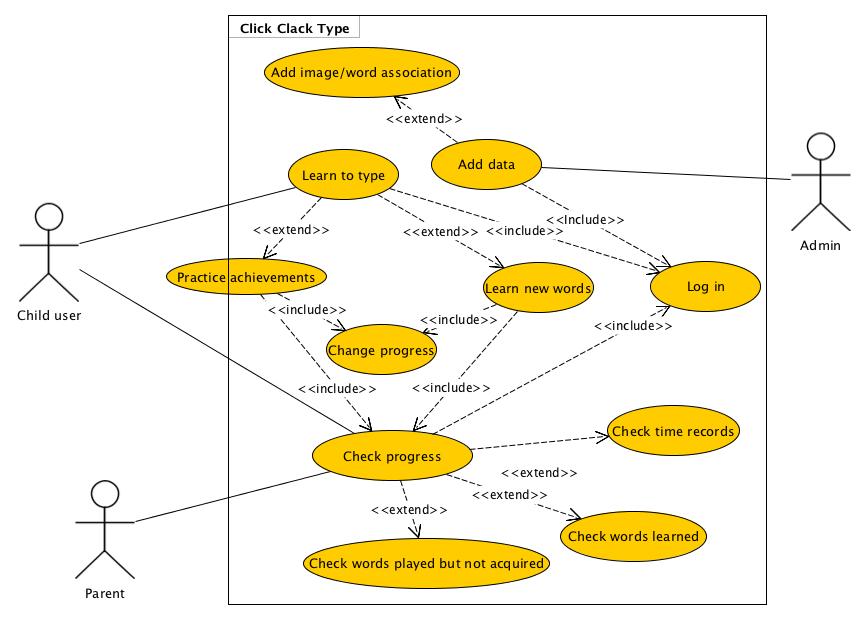 Click Clack Type
Add image/word association
<<extend>>
Add data
Learn to type
<<Include>>
<<extend>>
<<extend>>
<<include>>
Admin
Practice achievements
Learn new words
Log in
Child user
<<include>>
<<include>>
<<include>>
Change progress
<<include>>
<<include>>
Check time records
Check progress
<<extend>>
<<extend>>
<<extend>>
Check words learned
Check words played but not acquired
Parent